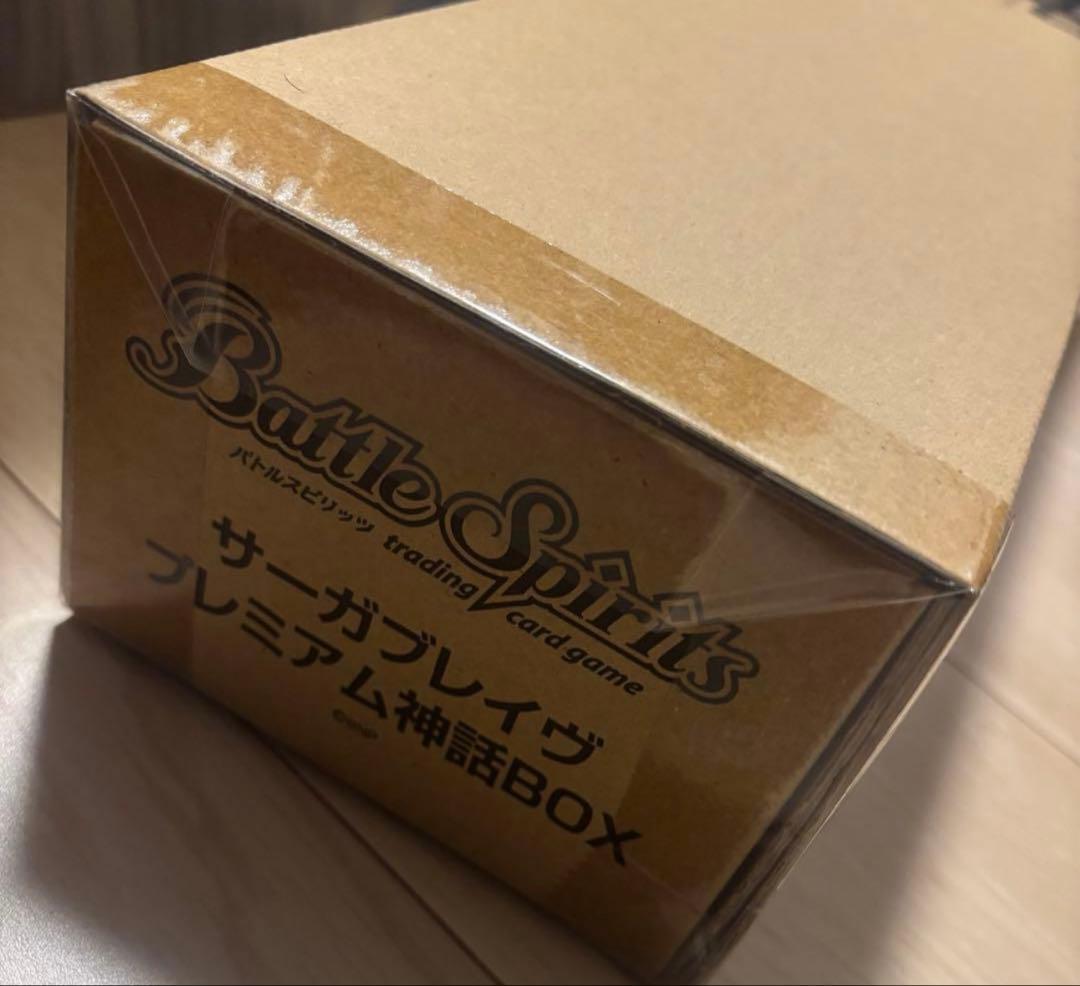 Battle Spirits
バトルスピリッツ trading card game
サーガブレイヴ
プレミアム神話BOX